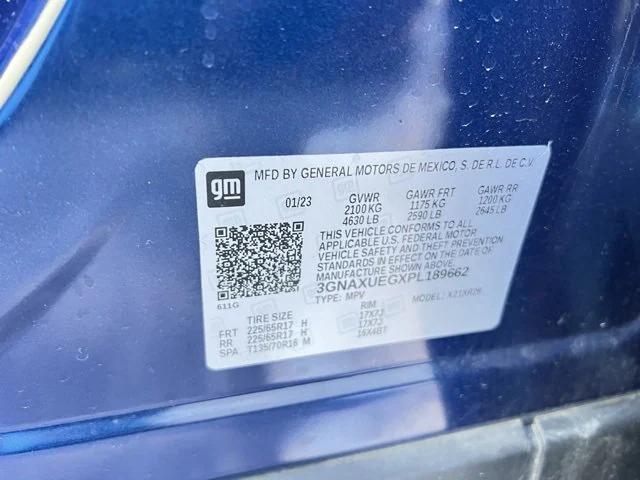 gm
MFD BY GENERAL MOTORS DE MEXICO, S. DE R.L. DE C.V.
01/23 GVWR GAWR FRT GAWR RR
2100 KG 1175 KG 1200 KG
4630 LB 2590 LB 2645 LB
THIS VEHICLE CONFORMS TO ALL
APPLICABLE U.S. FEDERAL MOTOR
VEHICLE SAFETY AND THEFT PREVENTION
STANDARDS IN EFFECT ON THE DATE OF
MANUFACTURE SHOWN ABOVE.
3GNAXUEGXPL189662
611G
TYPE: MPV MODEL: X21XR26
TIRE SIZE RIM
FRT 225/65R17 H 17X7J
RR 225/65R17 H 17X7J
SPA T135/70R16 M 16X4BT